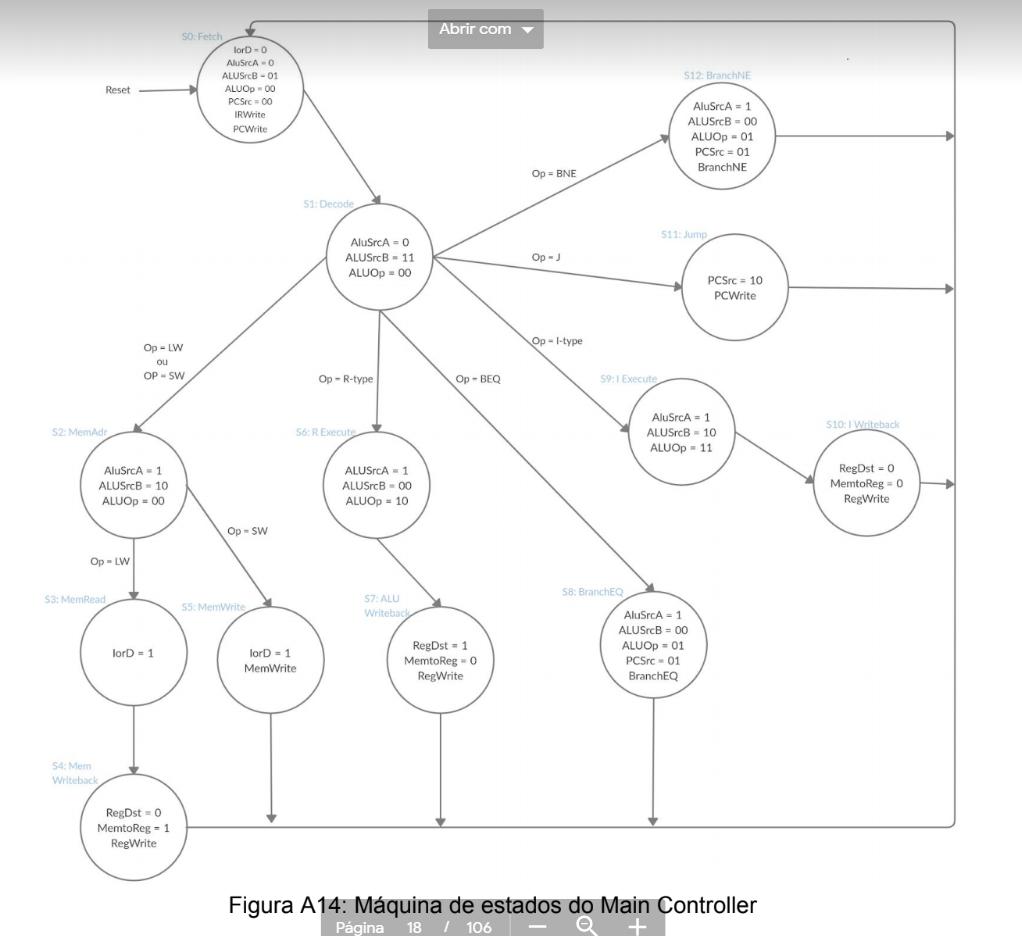 Abrir com
S0: Fetch
IorD = 0
AluSrcA = 0
ALUSrcB = 01
ALUOp = 00
PCSrc = 00
IRWrite
PCWrite
Reset
S12: BranchNE
AluSrcA = 1
ALUSrcB = 00
ALUOp = 01
PCSrc = 01
BranchNE
Op = BNE
S1: Decode
AluSrcA = 0
ALUSrcB = 11
ALUOp = 00
S11: Jump
Op = J
PCSrc = 10
PCWrite
Op = LW
ou
OP = SW
Op = R-type
Op = BEQ
Op = I-type
S9: I Execute
AluSrcA = 1
ALUSrcB = 10
ALUOp = 11
S10: I Writeback
RegDst = 0
MemtoReg = 0
RegWrite
S2: MemAdr
AluSrcA = 1
ALUSrcB = 10
ALUOp = 00
S6: R Execute
ALUSrcA = 1
ALUSrcB = 00
ALUOp = 10
Op = SW
Op = LW
S3: MemRead
IorD = 1
S5: MemWrite
IorD = 1
MemWrite
S7: ALU
Writeback
RegDst = 1
MemtoReg = 0
RegWrite
S8: BranchEQ
AluSrcA = 1
ALUSrcB = 00
ALUOp = 01
PCSrc = 01
BranchEQ
S4: Mem
Writeback
RegDst = 0
MemtoReg = 1
RegWrite
Figura A14: Máquina de estados do Main Controller
Página 18 / 106